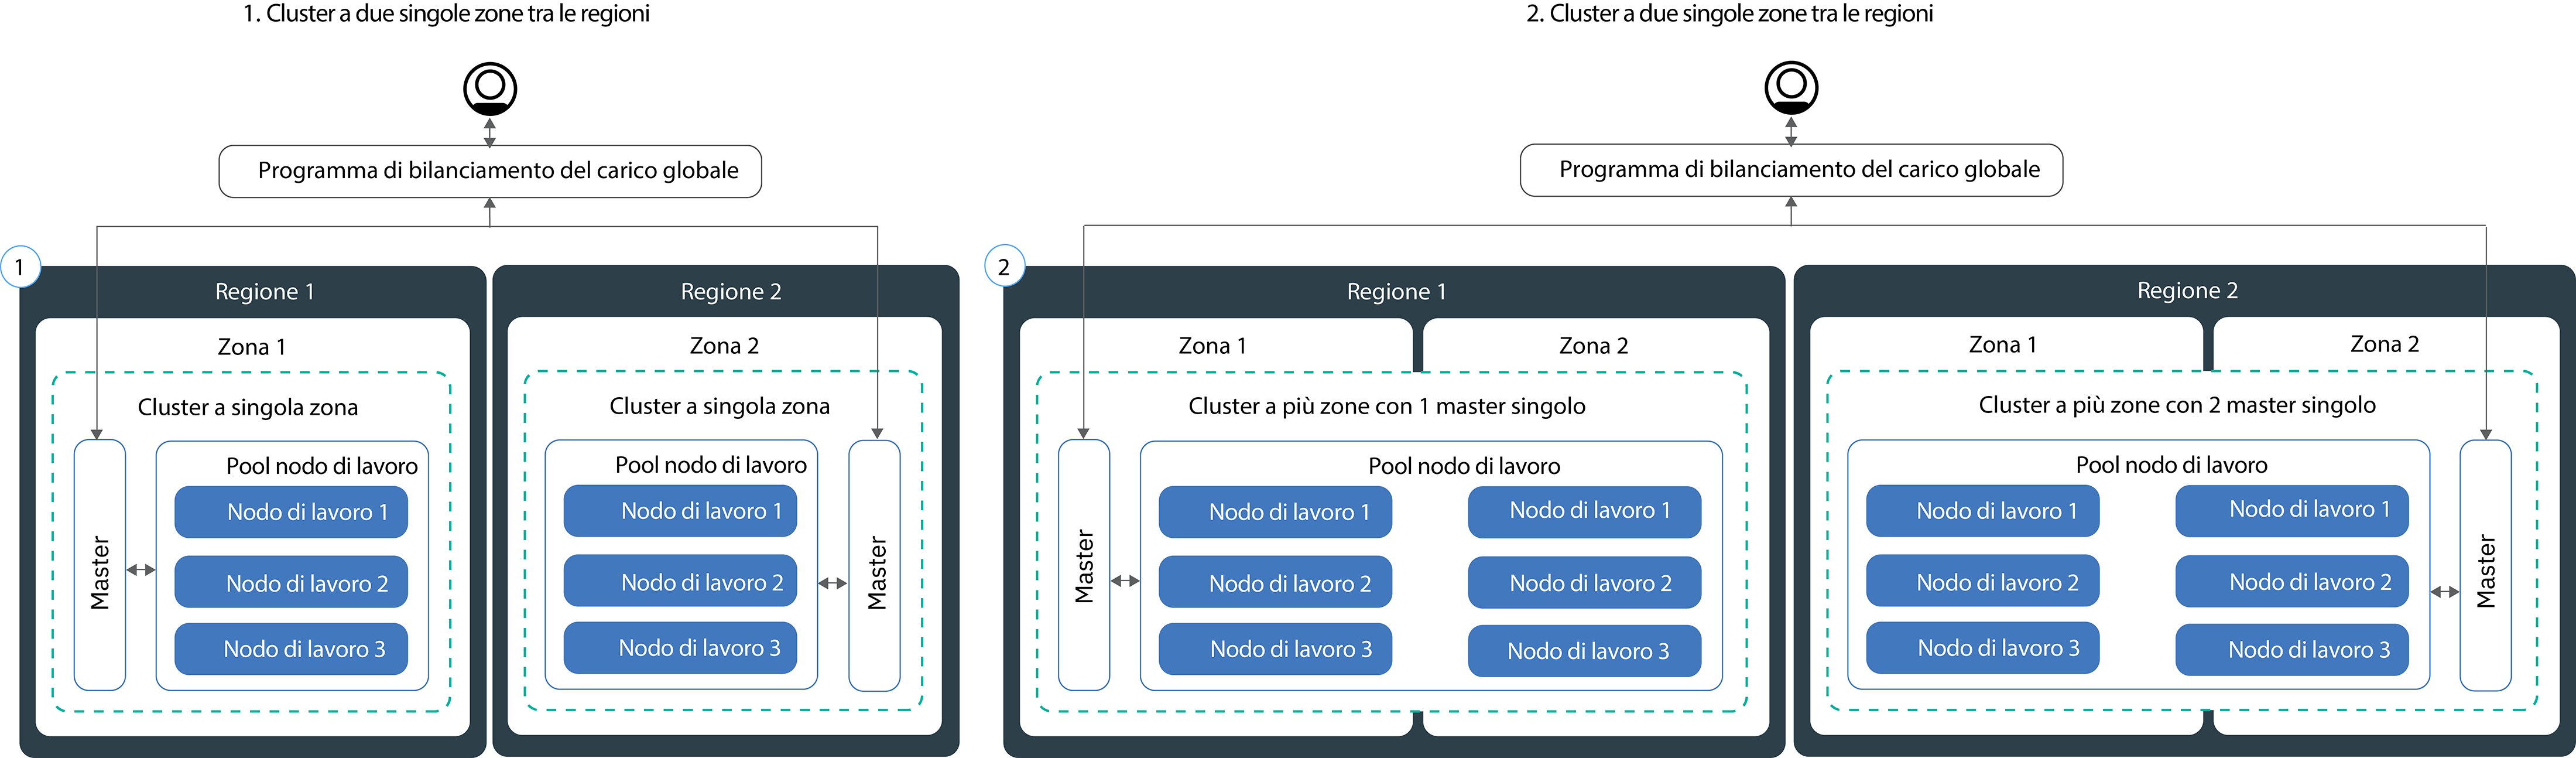 1. Cluster a due singole zone tra le regioni
Programma di bilanciamento del carico globale
1
Regione 1
Zona 1
Cluster a singola zona
Master
Pool nodo di lavoro
Nodo di lavoro 1
Nodo di lavoro 2
Nodo di lavoro 3
Regione 2
Zona 2
Cluster a singola zona
Pool nodo di lavoro
Nodo di lavoro 1
Nodo di lavoro 2
Nodo di lavoro 3
Master
2. Cluster a due singole zone tra le regioni
Programma di bilanciamento del carico globale
2
Regione 1
Zona 1
Zona 2
Cluster a più zone con 1 master singolo
Master
Pool nodo di lavoro
Nodo di lavoro 1
Nodo di lavoro 2
Nodo di lavoro 3
Nodo di lavoro 1
Nodo di lavoro 2
Nodo di lavoro 3
Regione 2
Zona 1
Zona 2
Cluster a più zone con 2 master singolo
Pool nodo di lavoro
Nodo di lavoro 1
Nodo di lavoro 2
Nodo di lavoro 3
Nodo di lavoro 1
Nodo di lavoro 2
Nodo di lavoro 3
Master